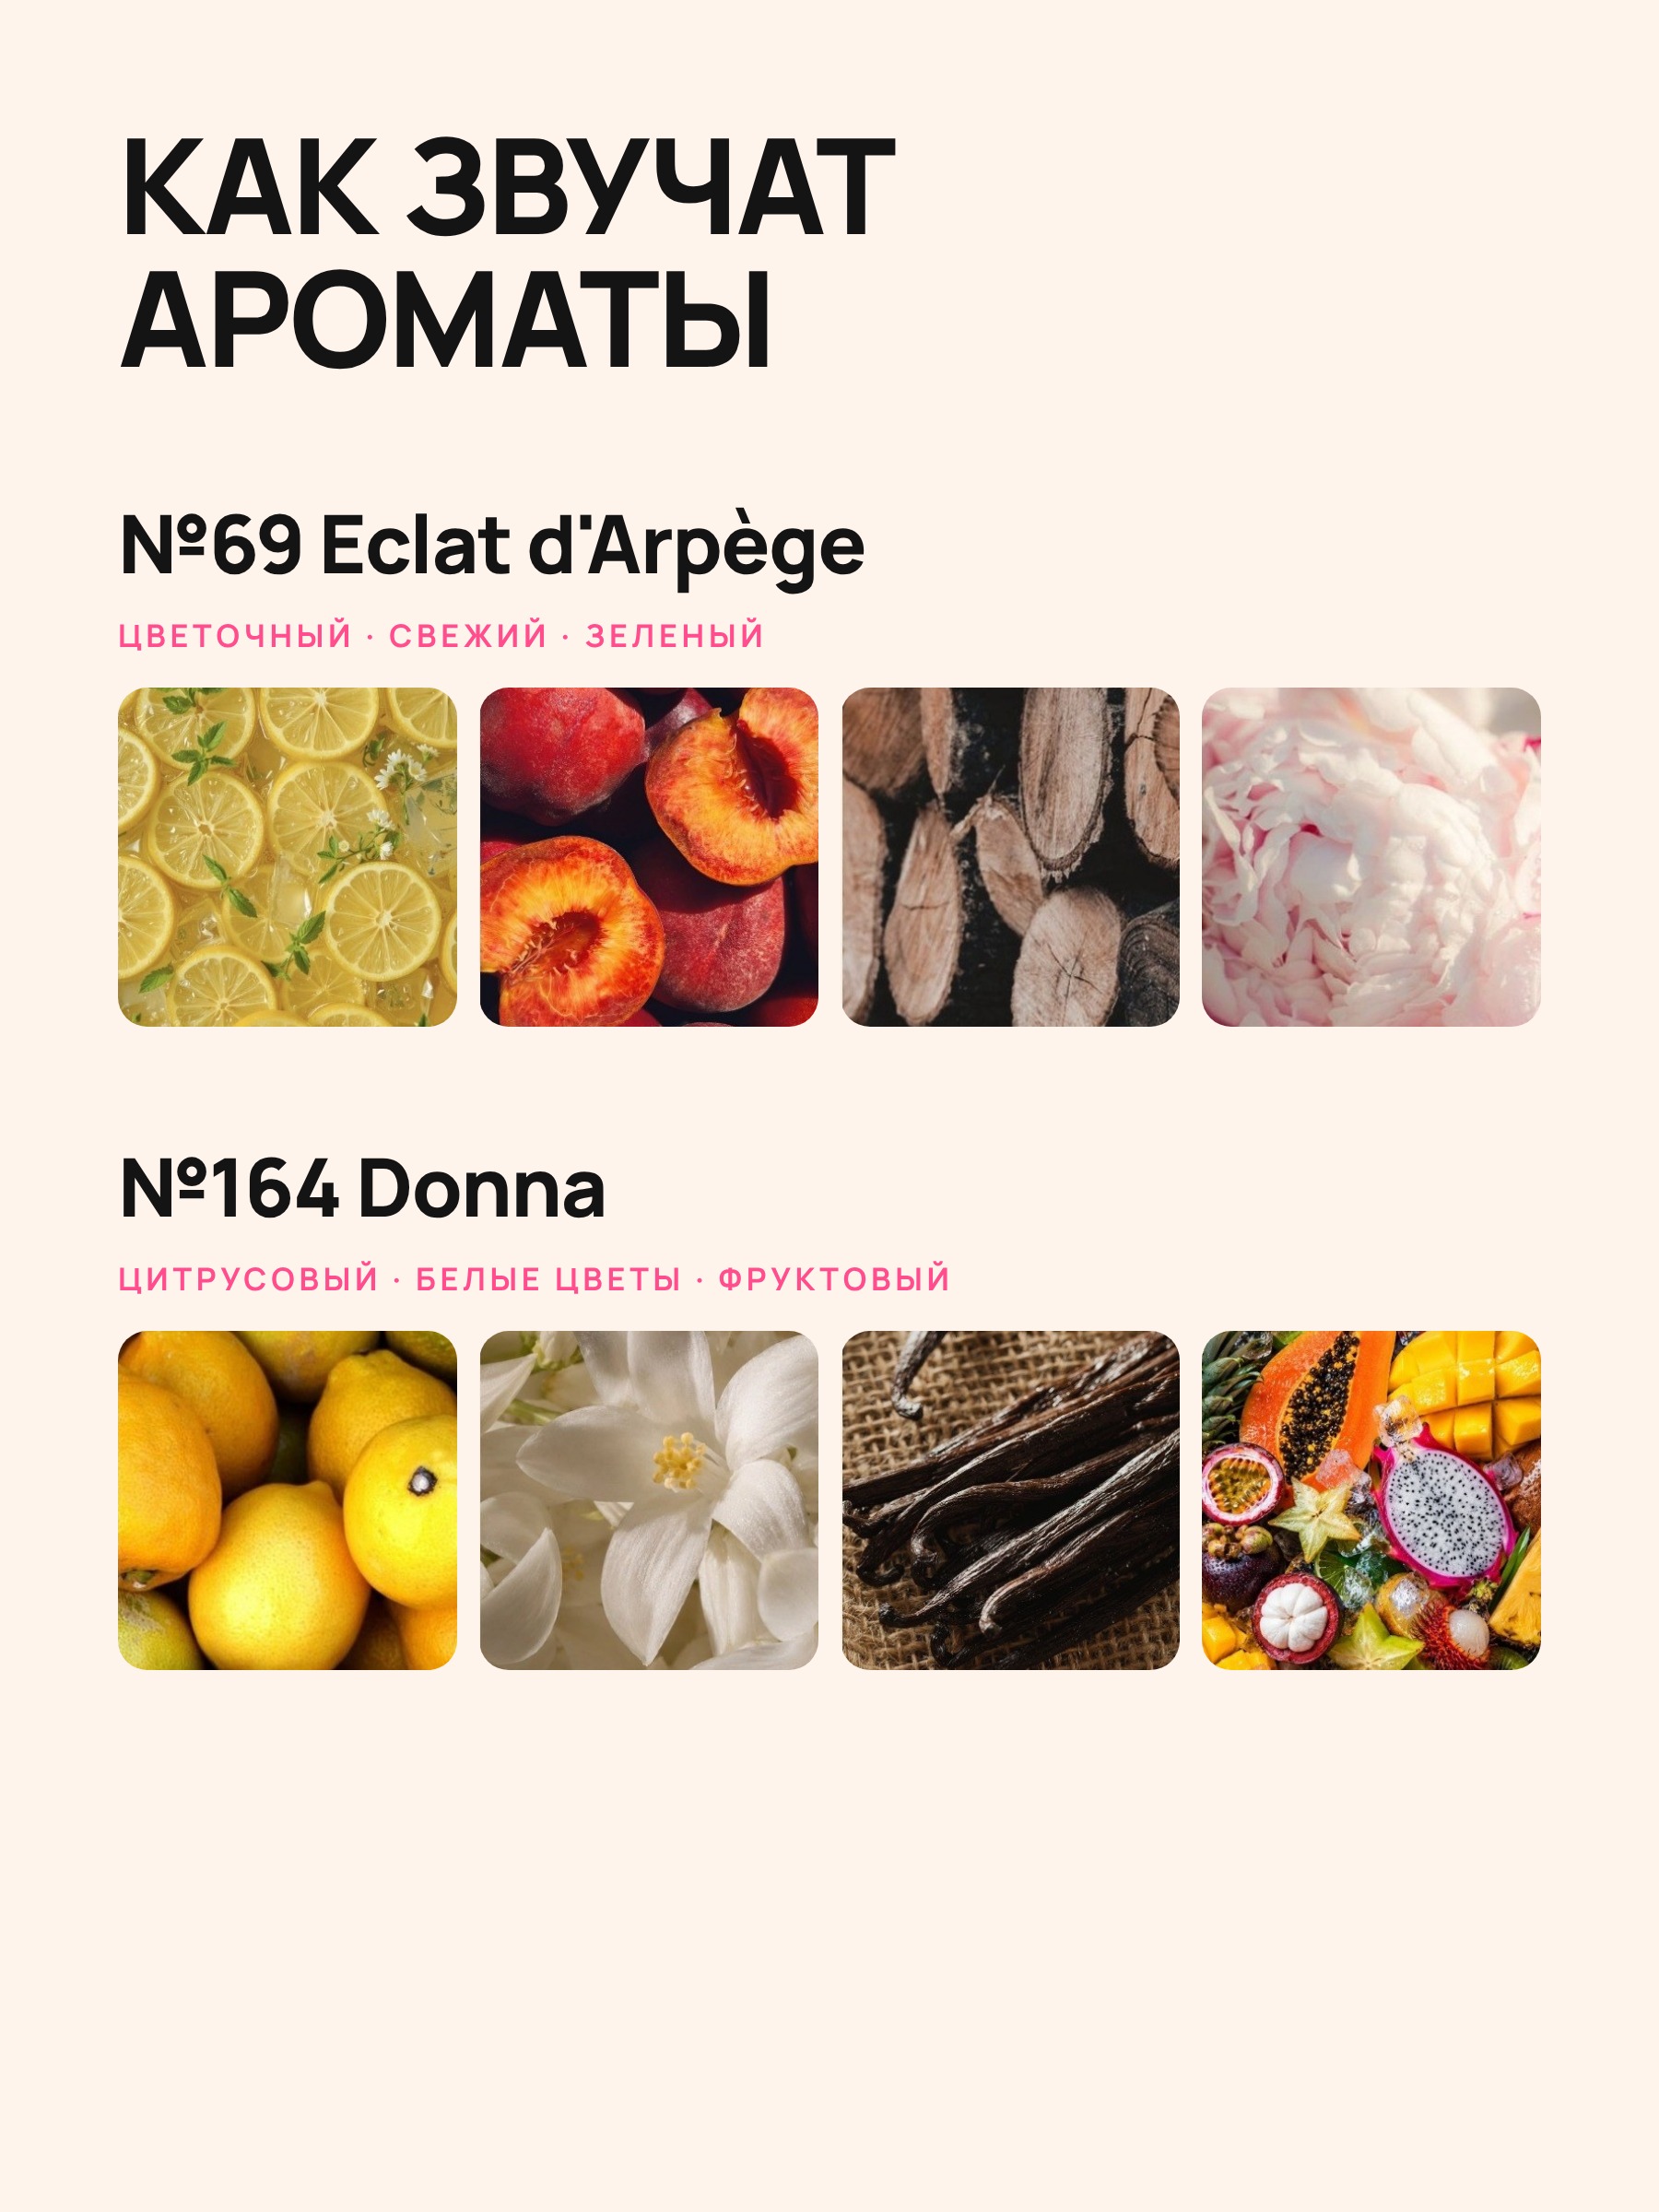 КАК ЗВУЧАТ
АРОМАТЫ
№69 Eclat d'Arpège
ЦВЕТОЧНЫЙ · СВЕЖИЙ · ЗЕЛЕНЫЙ
№164 Donna
ЦИТРУСОВЫЙ · БЕЛЫЕ ЦВЕТЫ · ФРУКТОВЫЙ